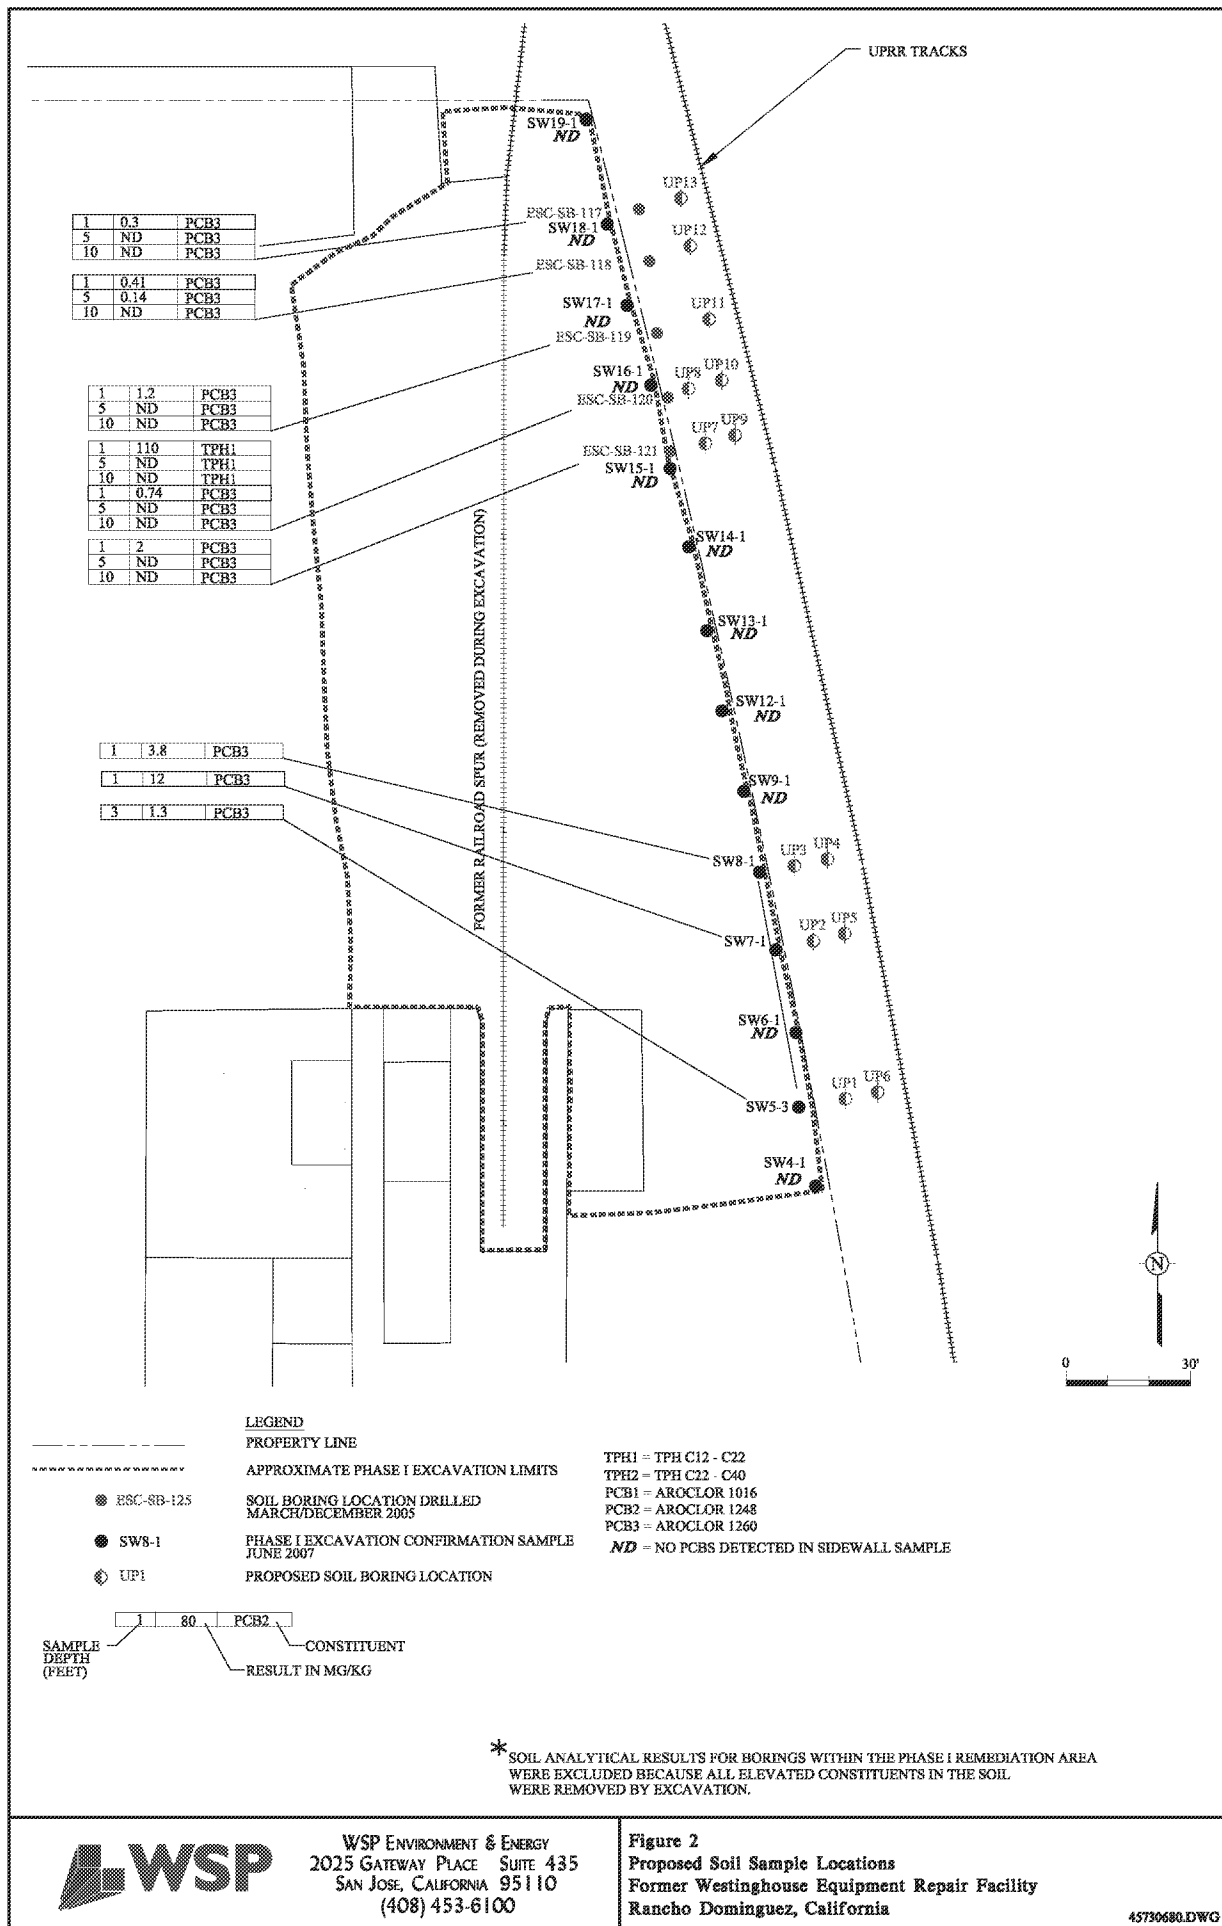 UPRR TRACKS
SW19-1
ND
UP13
ESC-SB-117
SW18-1
ND
UP12
1 0.3 PCB3
5 ND PCB3
10 ND PCB3
ESC-SB-118
1 0.41 PCB3
5 0.14 PCB3
10 ND PCB3
SW17-1
ND
UP11
ESC-SB-119
SW16-1
ND
UP8
UP10
ESC-SB-120
1 1.2 PCB3
5 ND PCB3
10 ND PCB3
UP7
UP9
1 110 TPH1
5 ND TPH1
10 ND TPH1
1 0.74 PCB3
5 ND PCB3
10 ND PCB3
ESC-SB-121
SW15-1
ND
1 2 PCB3
5 ND PCB3
10 ND PCB3
SW14-1
ND
FORMER RAILROAD SPUR (REMOVED DURING EXCAVATION)
SW13-1
ND
SW12-1
ND
1 3.8 PCB3
1 12 PCB3
3 1.3 PCB3
SW9-1
ND
SW8-1
UP3
UP4
SW7-1
UP2
UP5
SW6-1
ND
SW5-3
UP1
UP6
SW4-1
ND
N
0 30'
LEGEND
PROPERTY LINE
APPROXIMATE PHASE I EXCAVATION LIMITS
ESC-SB-125 SOIL BORING LOCATION DRILLED
MARCH/DECEMBER 2005
SW8-1 PHASE I EXCAVATION CONFIRMATION SAMPLE
JUNE 2007
UP1 PROPOSED SOIL BORING LOCATION
TPH1 = TPH C12 - C22
TPH2 = TPH C22 - C40
PCB1 = AROCLOR 1016
PCB2 = AROCLOR 1248
PCB3 = AROCLOR 1260
ND = NO PCBS DETECTED IN SIDEWALL SAMPLE
1 80 PCB2
SAMPLE
DEPTH
(FEET)
CONSTITUENT
RESULT IN MG/KG
* SOIL ANALYTICAL RESULTS FOR BORINGS WITHIN THE PHASE I REMEDIATION AREA
WERE EXCLUDED BECAUSE ALL ELEVATED CONSTITUENTS IN THE SOIL
WERE REMOVED BY EXCAVATION.
WSP
WSP ENVIRONMENT & ENERGY
2025 GATEWAY PLACE SUITE 435
SAN JOSE, CALIFORNIA 95110
(408) 453-6100
Figure 2
Proposed Soil Sample Locations
Former Westinghouse Equipment Repair Facility
Rancho Dominguez, California
45730680.DWG